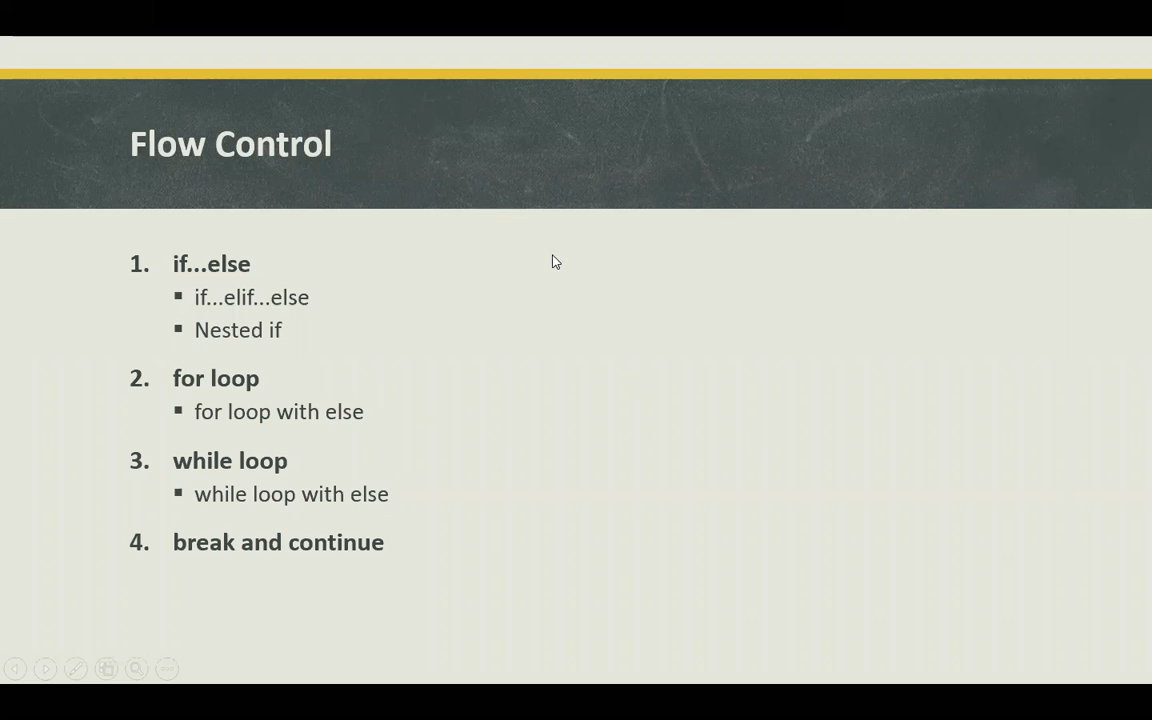 Flow Control
1. if...else
▪ if...elif...else
▪ Nested if
2. for loop
▪ for loop with else
3. while loop
▪ while loop with else
4. break and continue